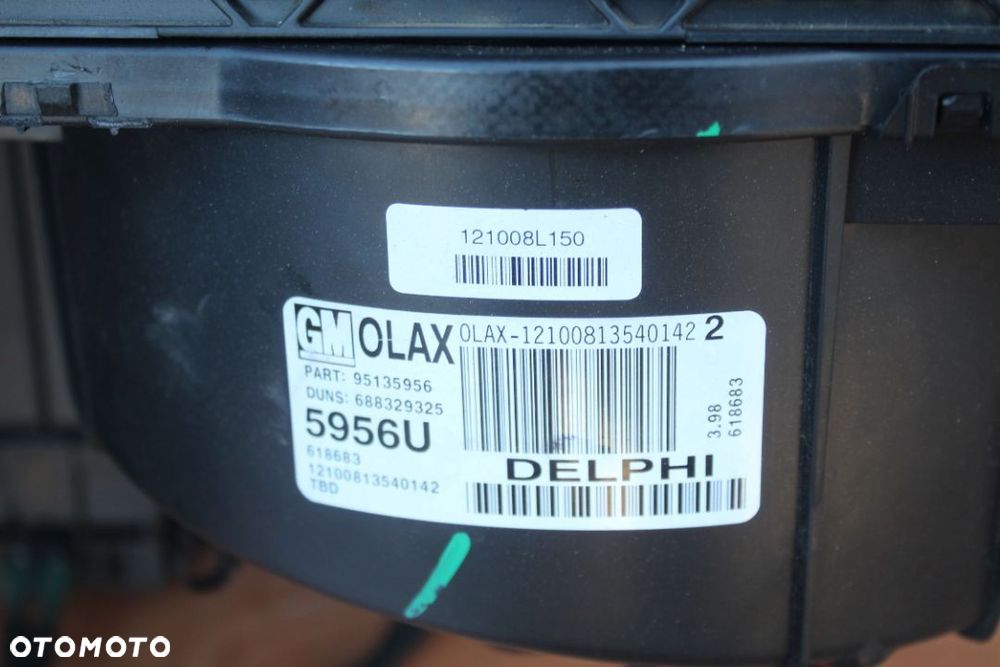 121008L150
GM OLAX OLAX-12100813540142 2
PART: 95135956
DUNS: 688329325
5956U
618683
12100813540142
TBD
DELPHI
3.98
618683
OTOMOTO